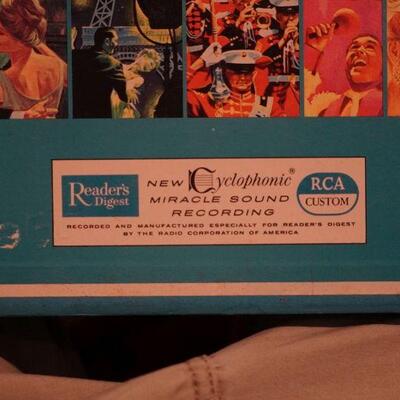 Reader's
Digest
NEW Cyclophonic®
MIRACLE SOUND
RECORDING
RCA
CUSTOM
RECORDED AND MANUFACTURED ESPECIALLY FOR READER'S DIGEST
BY THE RADIO CORPORATION OF AMERICA